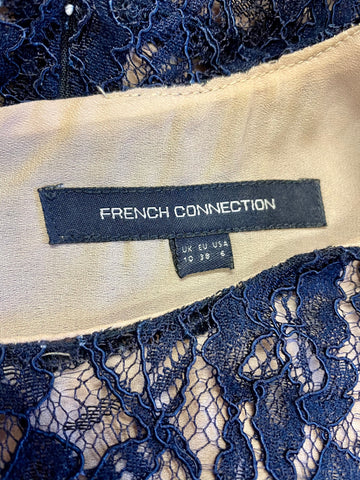 FRENCH CONNECTION
UK EU USA
10 38 6